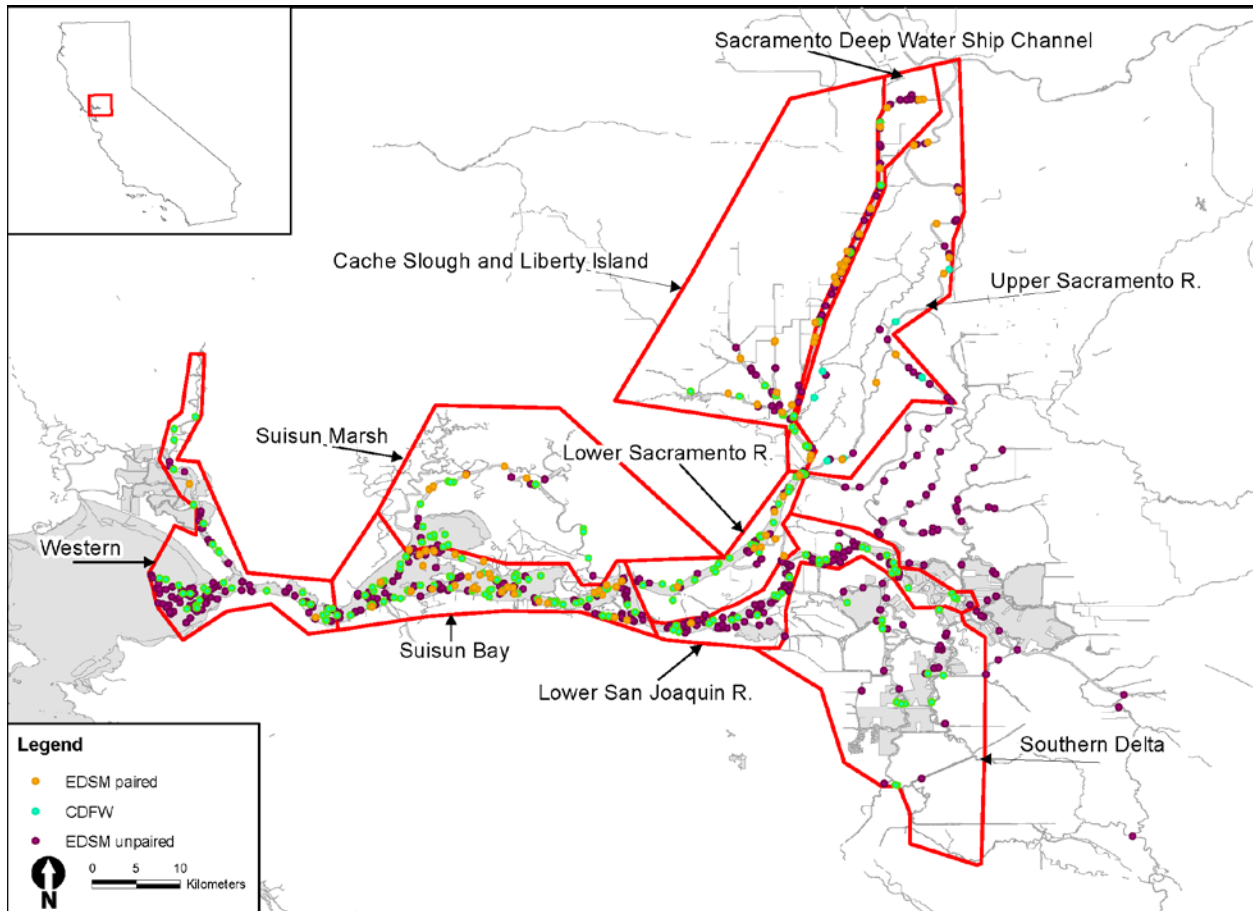 Sacramento Deep Water Ship Channel
Cache Slough and Liberty Island
Upper Sacramento R.
Suisun Marsh
Lower Sacramento R.
Western
Suisun Bay
Lower San Joaquin R.
Southern Delta
Legend
EDSM paired
CDFW
EDSM unpaired
N
0 5 10
Kilometers